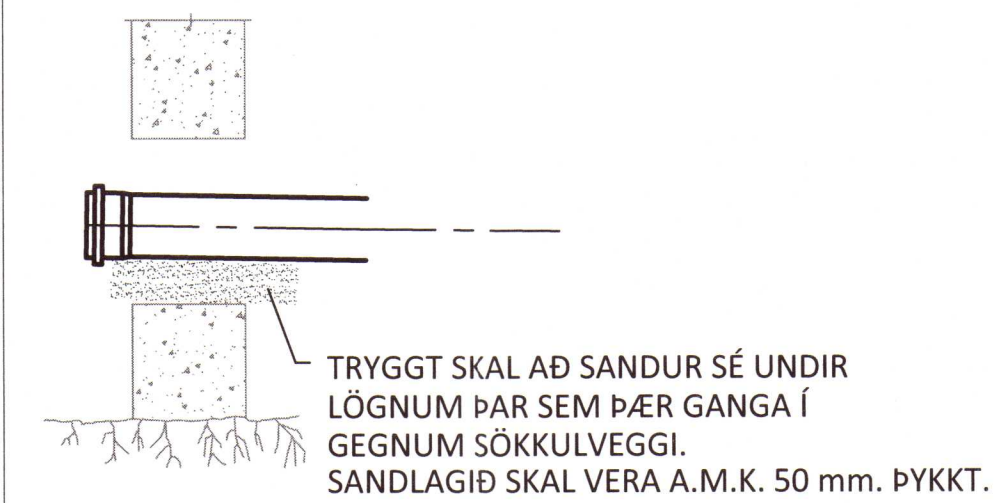 TRYGGT SKAL AÐ SANDUR SÉ UNDIR
LÖGNUM ÞAR SEM ÞÆR GANGA Í
GEGNUM SÖKKULVEGGI.
SANDLAGIÐ SKAL VERA A.M.K. 50 mm. ÞYKKT.